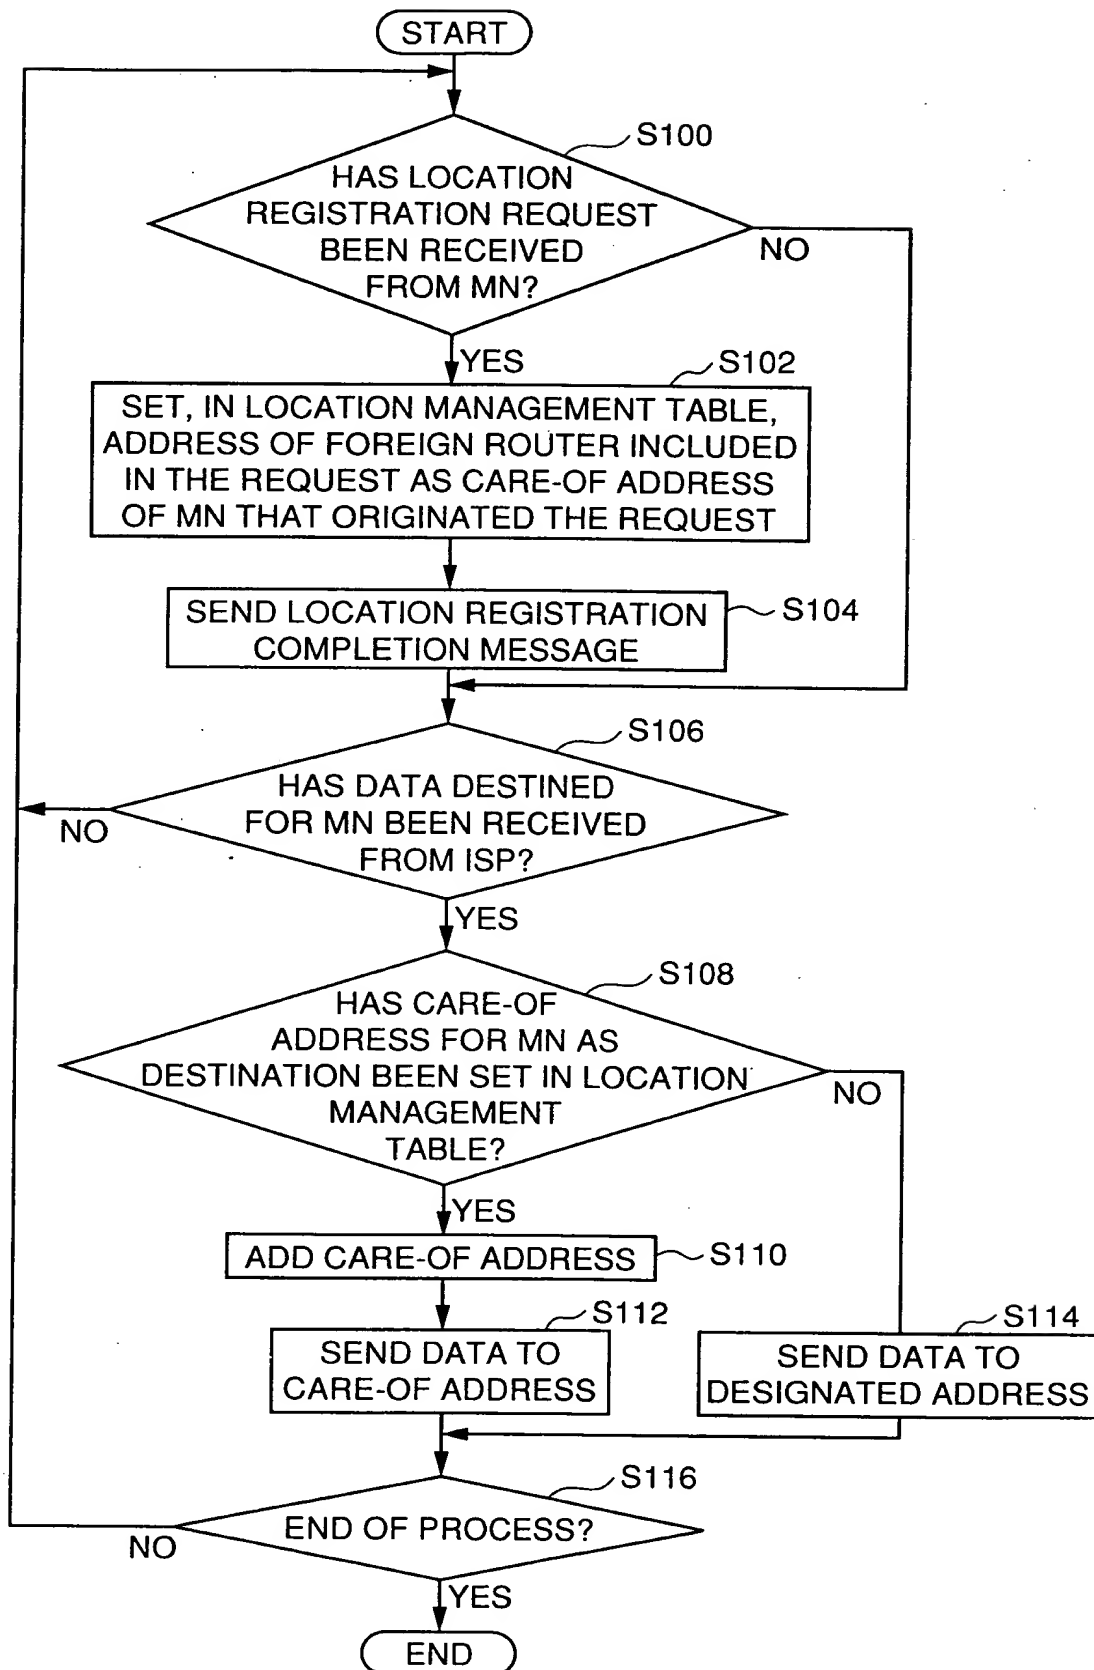 START
S100
HAS LOCATION
REGISTRATION REQUEST
BEEN RECEIVED
FROM MN?
NO
YES
S102
SET, IN LOCATION MANAGEMENT TABLE,
ADDRESS OF FOREIGN ROUTER INCLUDED
IN THE REQUEST AS CARE-OF ADDRESS
OF MN THAT ORIGINATED THE REQUEST
SEND LOCATION REGISTRATION
COMPLETION MESSAGE
S104
S106
HAS DATA DESTINED
FOR MN BEEN RECEIVED
FROM ISP?
NO
YES
S108
HAS CARE-OF
ADDRESS FOR MN AS
DESTINATION BEEN SET IN LOCATION
MANAGEMENT
TABLE?
NO
YES
ADD CARE-OF ADDRESS
S110
S112
SEND DATA TO
CARE-OF ADDRESS
S114
SEND DATA TO
DESIGNATED ADDRESS
S116
END OF PROCESS?
NO
YES
END